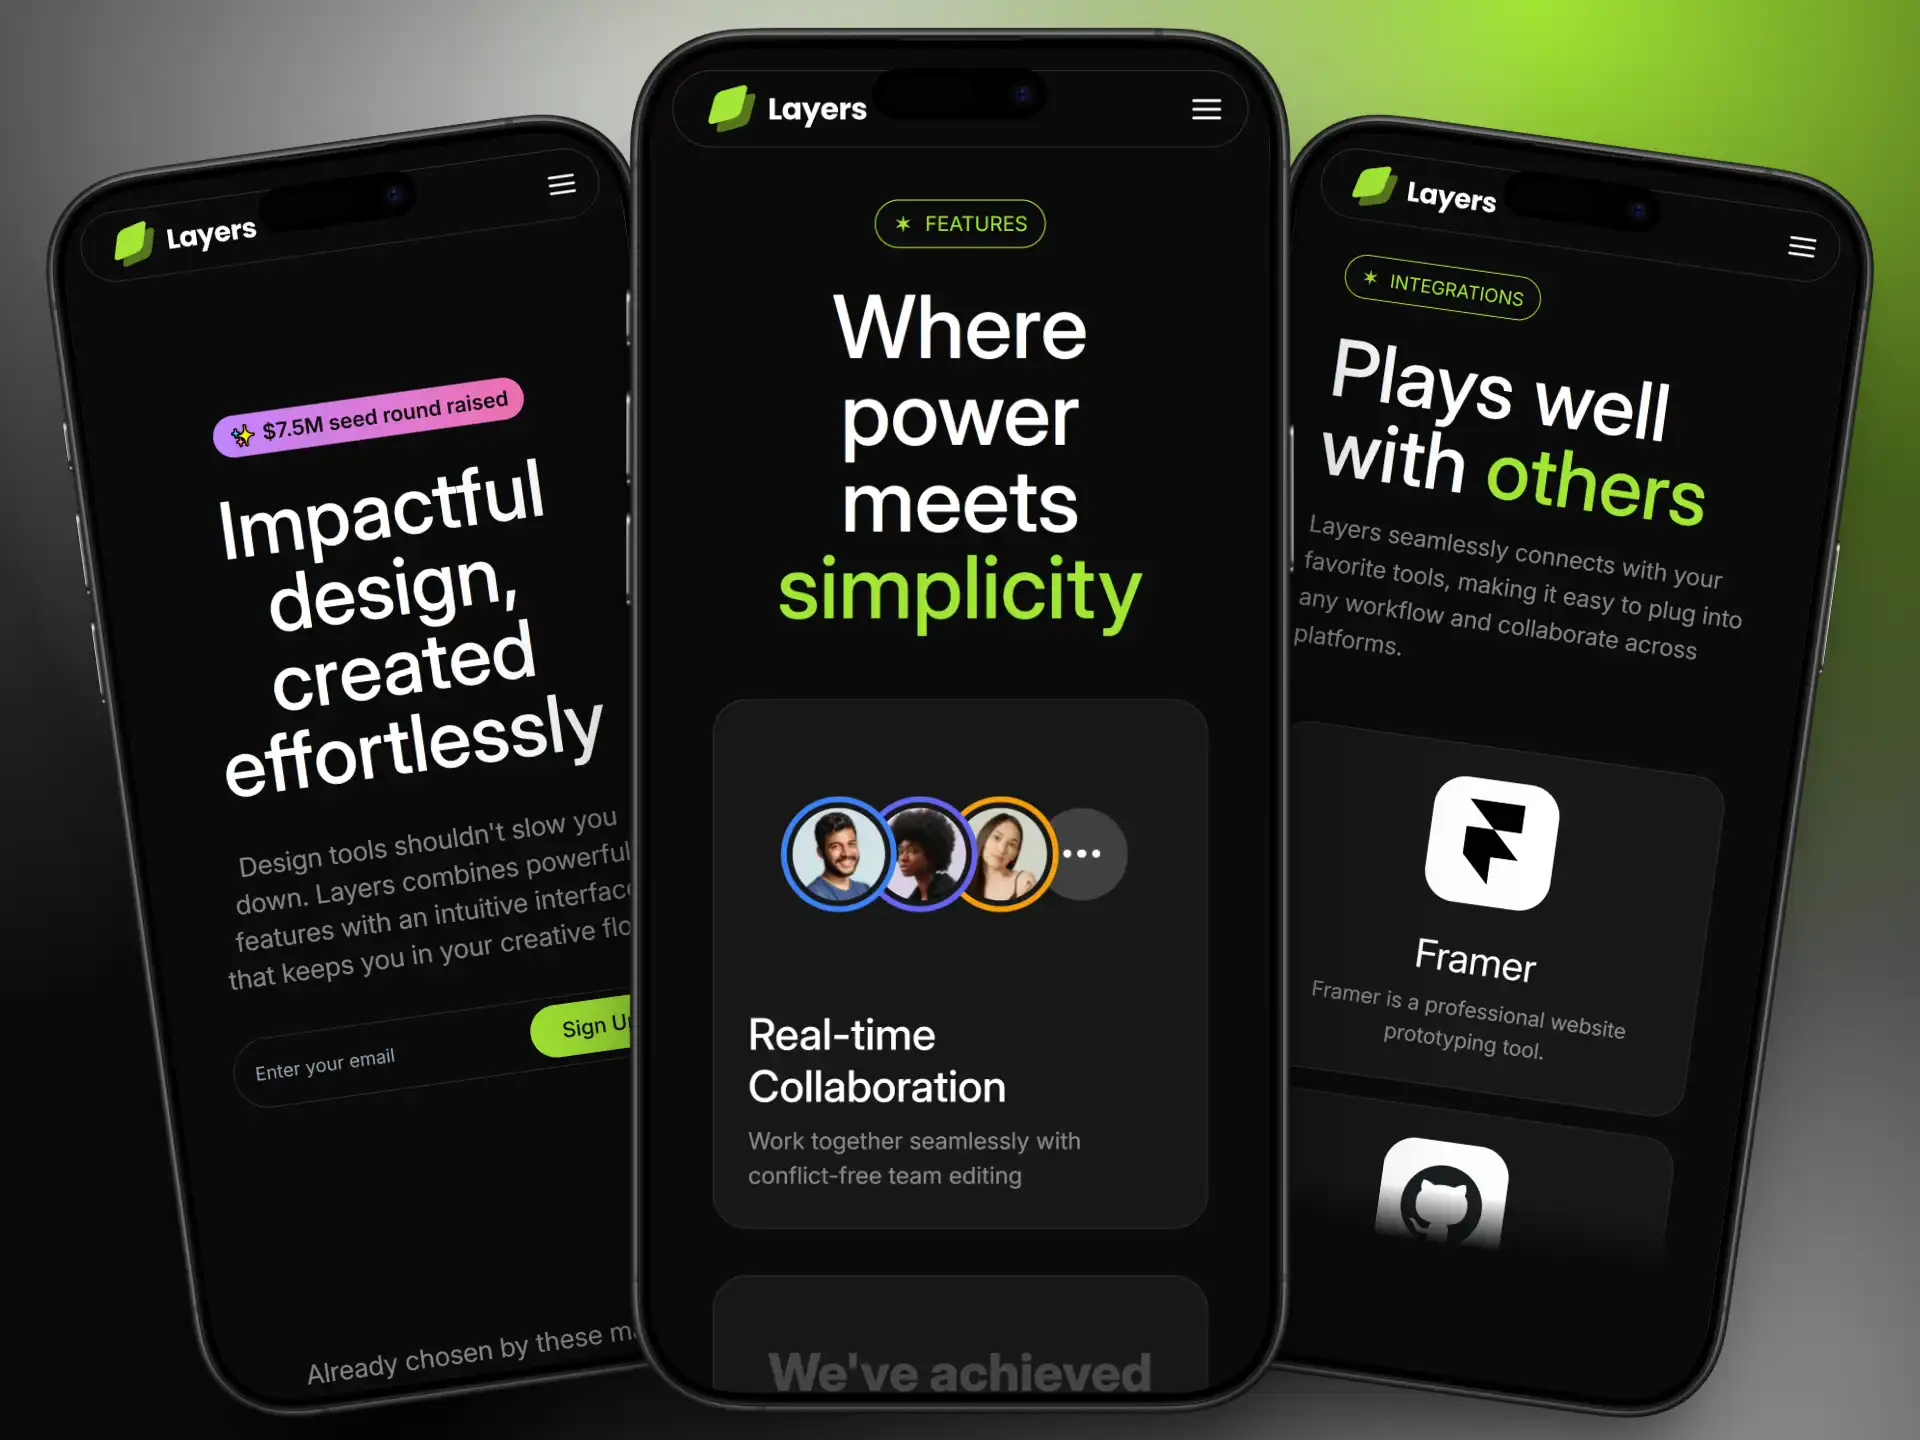 Layers
$7.5M seed round raised
Impactful
design,
created
effortlessly
Design tools shouldn't slow you
down. Layers combines powerful
features with an intuitive interfac
that keeps you in your creative flo
Enter your email
Sign U
Already chosen by these m
Layers
FEATURES
Where
power
meets
simplicity
Real-time
Collaboration
Work together seamlessly with
conflict-free team editing
We've achieved
Layers
INTEGRATIONS
Plays well
with others
Layers seamlessly connects with your
favorite tools, making it easy to plug into
any workflow and collaborate across
platforms.
Framer
Framer is a professional website
prototyping tool.